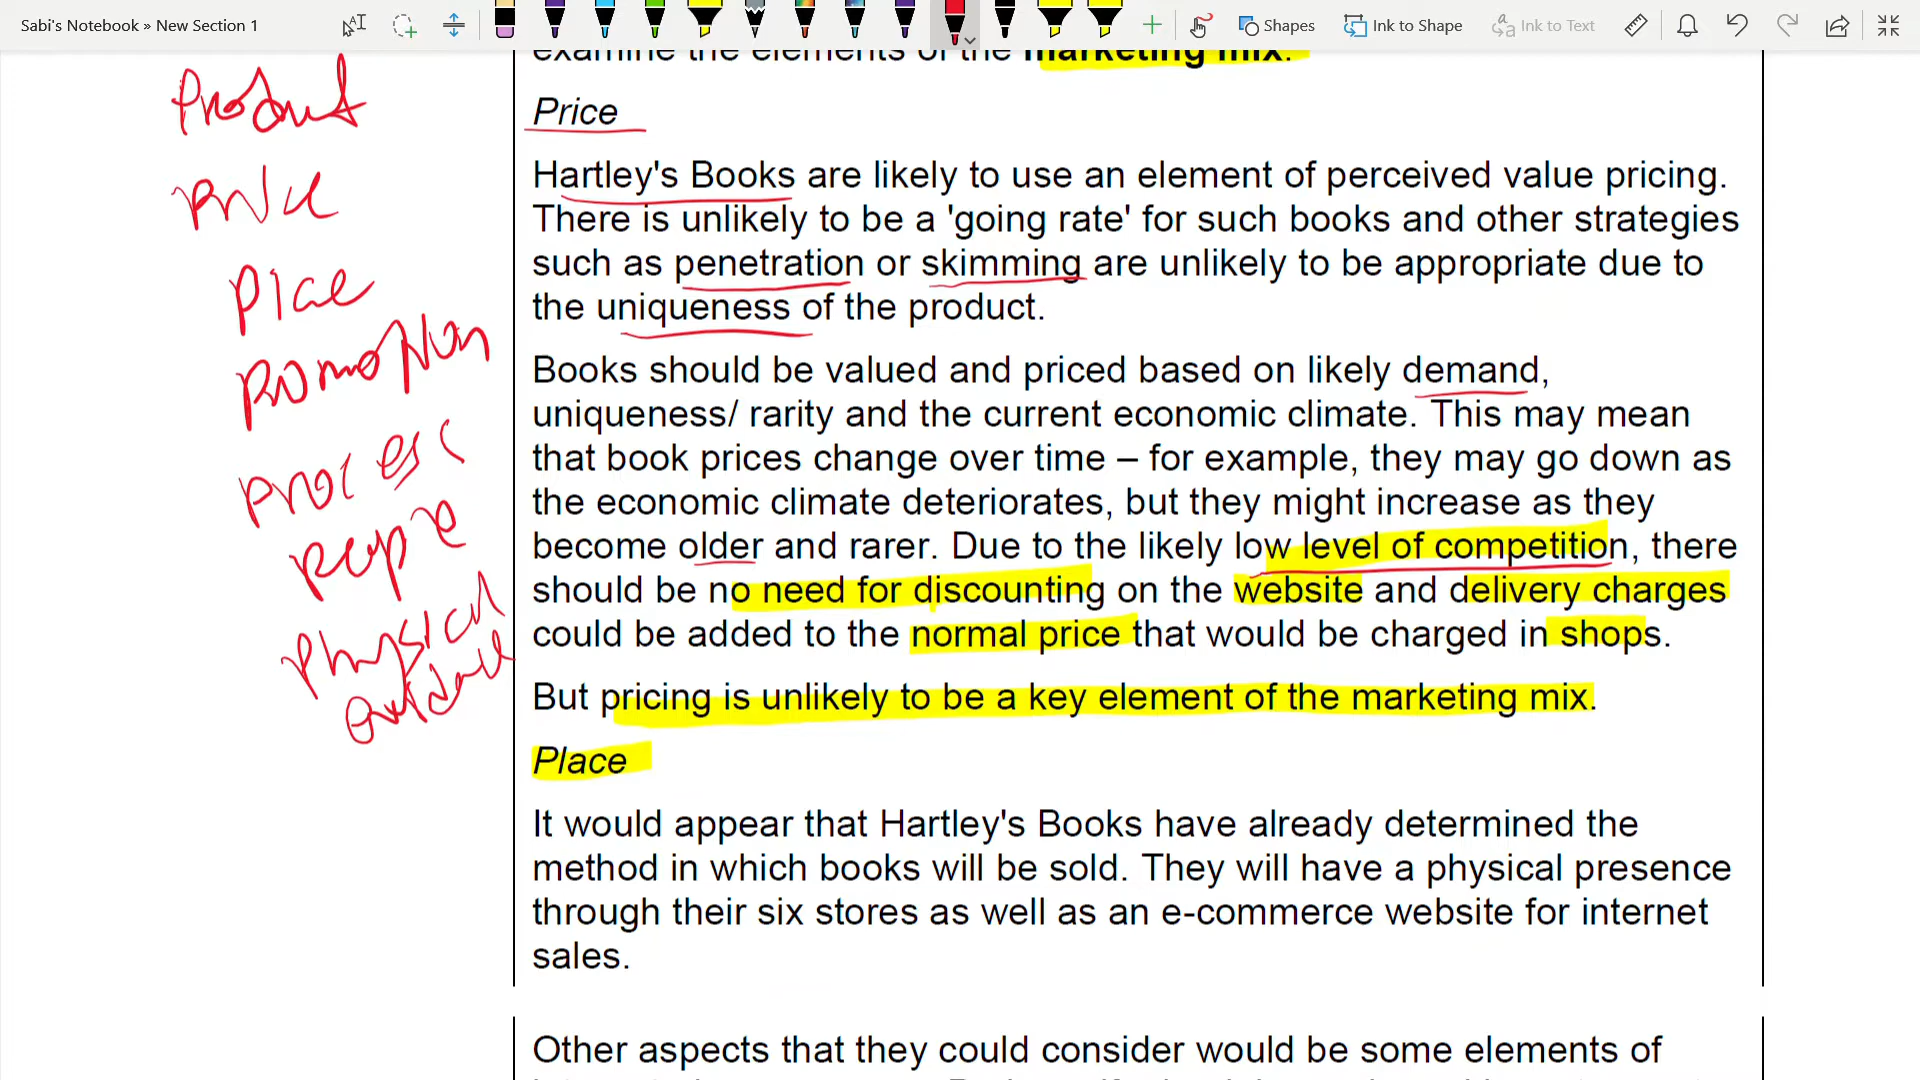 Sabi's Notebook » New Section 1
Shapes
Ink to Shape
Ink to Text
examine the elements of the marketing mix.
Product
Price
Place
Promotion
Process
People
Physical
Price
Hartley's Books are likely to use an element of perceived value pricing.
There is unlikely to be a 'going rate' for such books and other strategies
such as penetration or skimming are unlikely to be appropriate due to
the uniqueness of the product.
Books should be valued and priced based on likely demand,
uniqueness/ rarity and the current economic climate. This may mean
that book prices change over time – for example, they may go down as
the economic climate deteriorates, but they might increase as they
become older and rarer. Due to the likely low level of competition, there
should be no need for discounting on the website and delivery charges
could be added to the normal price that would be charged in shops.
But pricing is unlikely to be a key element of the marketing mix.
Place
It would appear that Hartley's Books have already determined the
method in which books will be sold. They will have a physical presence
through their six stores as well as an e-commerce website for internet
sales.
Other aspects that they could consider would be some elements of